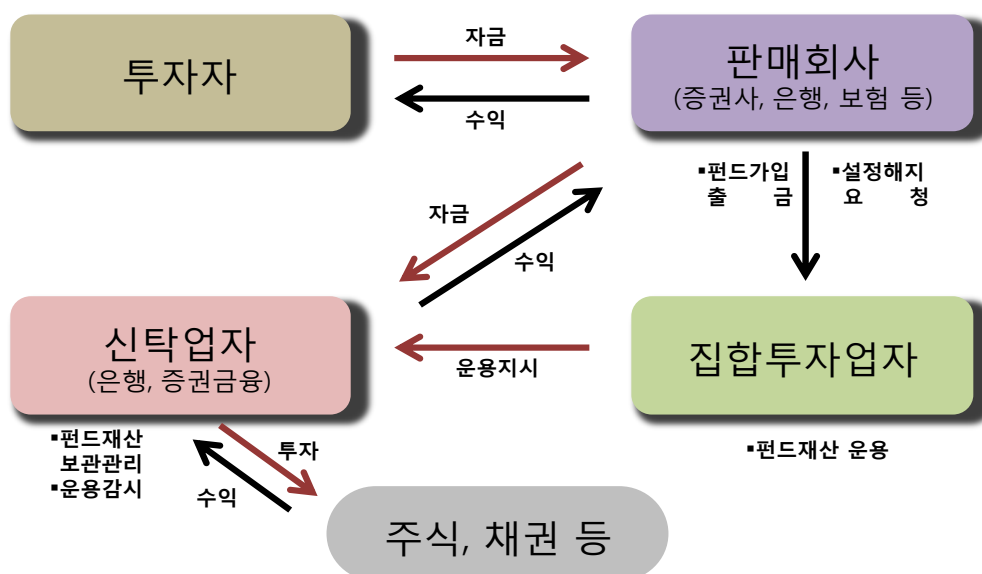 투자자
자금
수익
판매회사
(증권사, 은행, 보험 등)
▪펀드가입
출 금
▪설정해지
요 청
자금
수익
신탁업자
(은행, 증권금융)
운용지시
집합투자업자
▪펀드재산
보관관리
▪운용감시
투자
수익
▪펀드재산 운용
주식, 채권 등